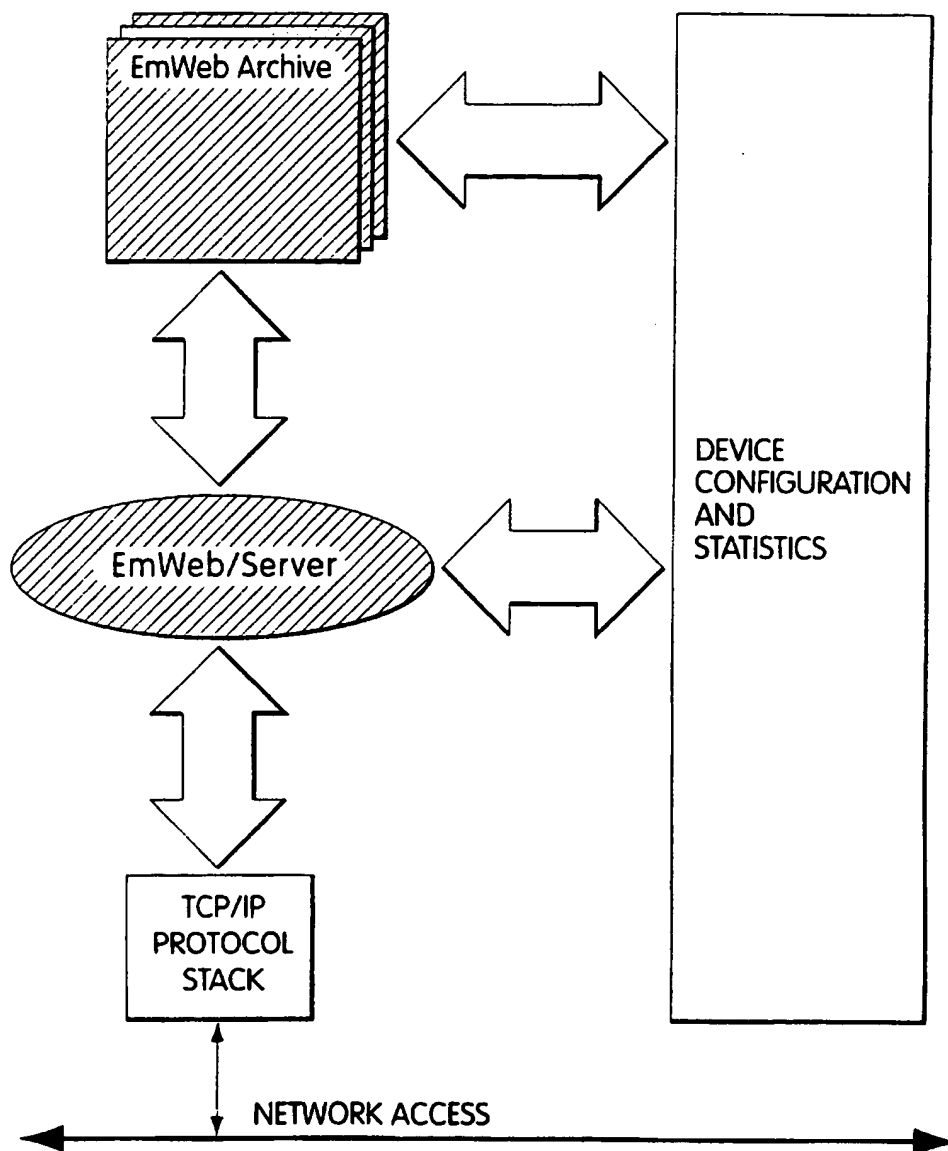 EmWeb Archive
DEVICE
CONFIGURATION
AND
STATISTICS
EmWeb/Server
TCP/IP
PROTOCOL
STACK
NETWORK ACCESS